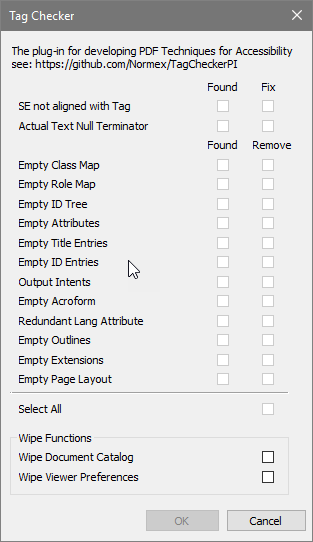 Tag Checker
The plug-in for developing PDF Techniques for Accessibility
see: https://github.com/Normex/TagCheckerPI
Found Fix
SE not aligned with Tag
Actual Text Null Terminator
Found Remove
Empty Class Map
Empty Role Map
Empty ID Tree
Empty Attributes
Empty Title Entries
Empty ID Entries
Output Intents
Empty Acroform
Redundant Lang Attribute
Empty Outlines
Empty Extensions
Empty Page Layout
Select All
Wipe Functions
Wipe Document Catalog
Wipe Viewer Preferences
OK Cancel